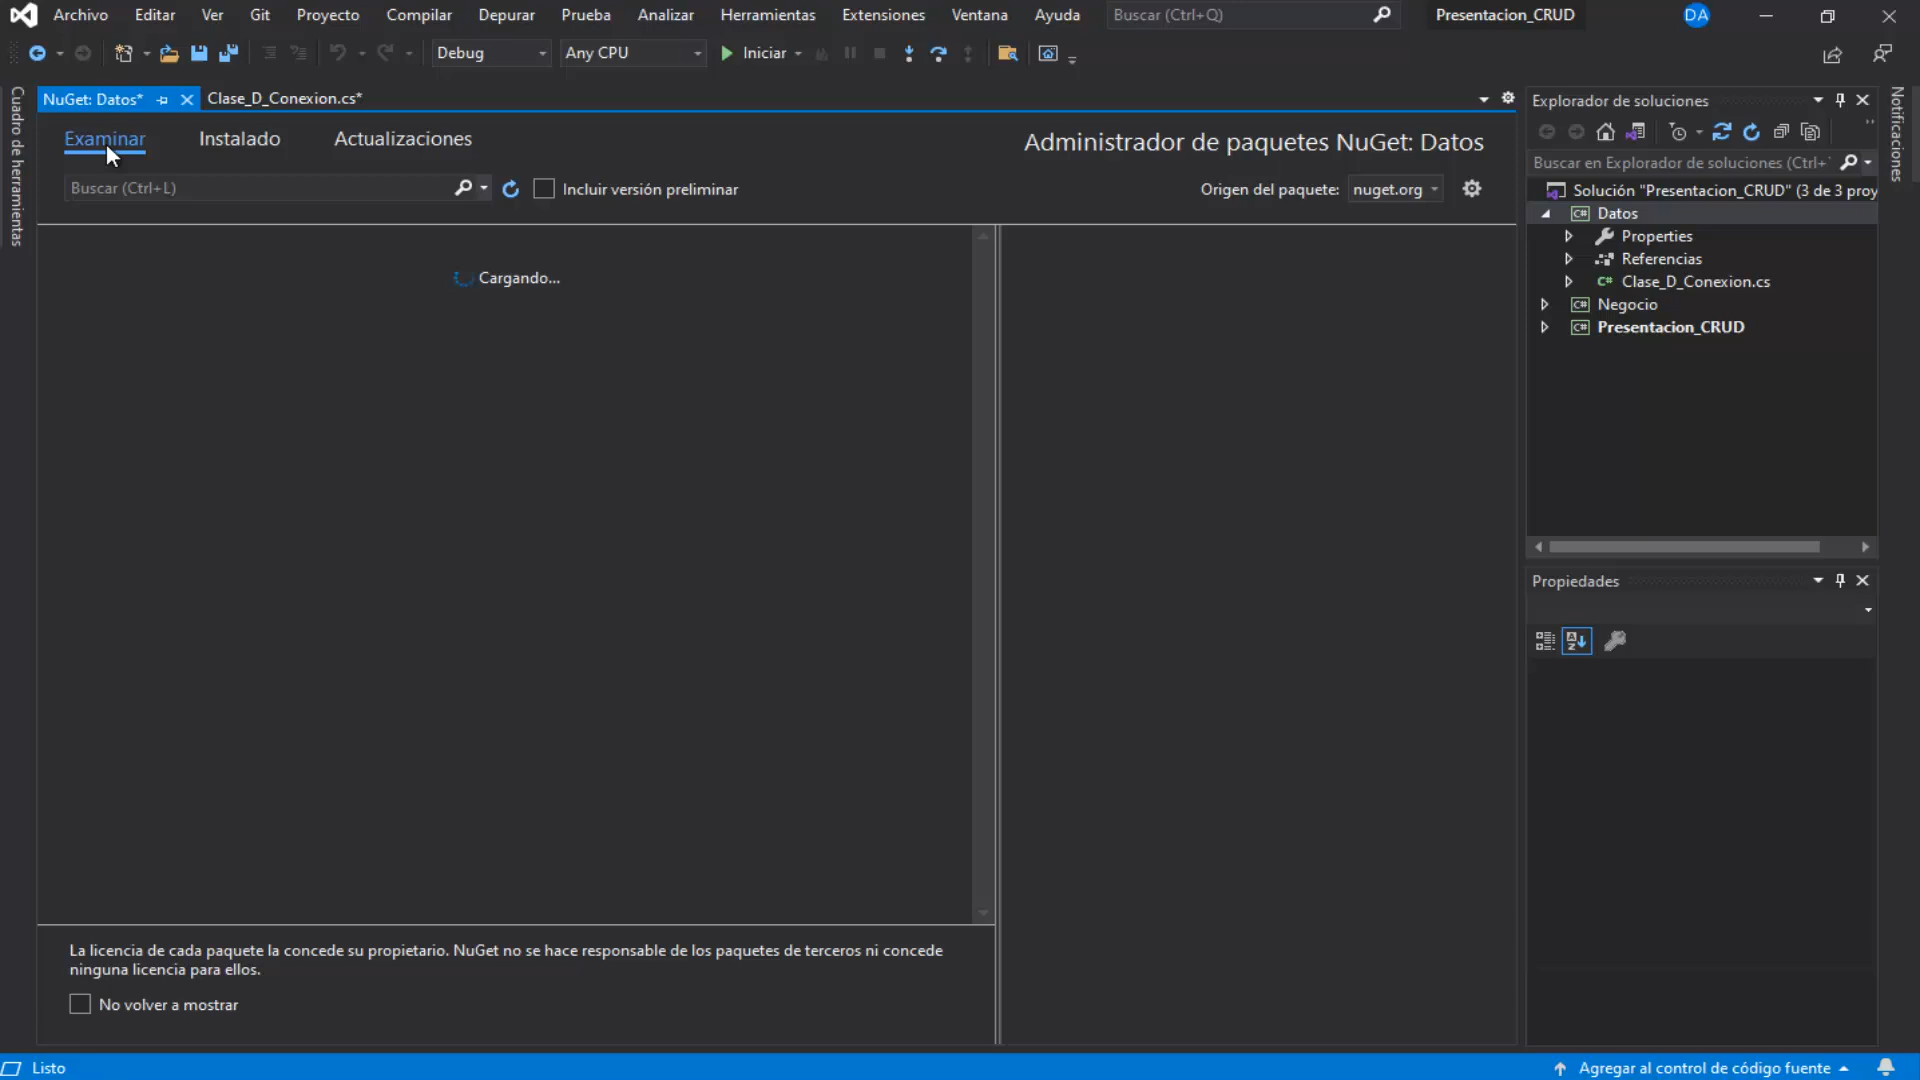 Archivo Editar Ver Git Proyecto Compilar Depurar Prueba Analizar Herramientas Extensiones Ventana Ayuda Buscar (Ctrl+Q) Presentacion_CRUD DA
Debug Any CPU Iniciar
Cuadro de herramientas
NuGet: Datos* Clase_D_Conexion.cs*
Examinar Instalado Actualizaciones
Administrador de paquetes NuGet: Datos
Buscar (Ctrl+L) Incluir versión preliminar Origen del paquete: nuget.org
Cargando...
La licencia de cada paquete la concede su propietario. NuGet no se hace responsable de los paquetes de terceros ni concede
ninguna licencia para ellos.
No volver a mostrar
Explorador de soluciones
Buscar en Explorador de soluciones (Ctrl+
Solución "Presentacion_CRUD" (3 de 3 proy
C# Datos
Properties
Referencias
C# Clase_D_Conexion.cs
C# Negocio
C# Presentacion_CRUD
Propiedades
Notificaciones
Listo Agregar al control de código fuente